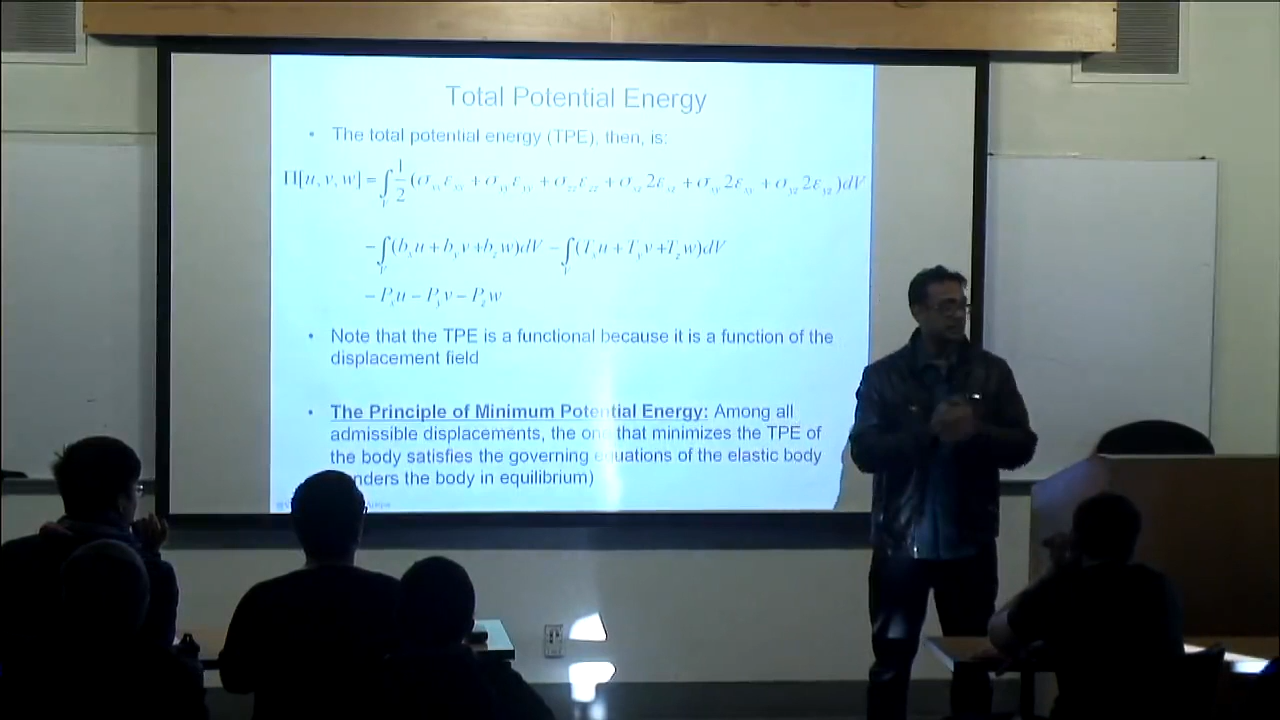 Total Potential Energy
• The total potential energy (TPE), then, is:
Π[u,v,w] = ∫_V 1/2 (σ_xx ε_xx + σ_yy ε_yy + σ_zz ε_zz + σ_xz 2ε_xz + σ_xy 2ε_xy + σ_yz 2ε_yz) dV
− ∫_V (b_x u + b_y v + b_z w) dV − ∫_V (T_x u + T_y v + T_z w) dV
− P_x u − P_y v − P_z w
• Note that the TPE is a functional because it is a function of the
displacement field
• The Principle of Minimum Potential Energy: Among all
admissible displacements, the one that minimizes the TPE of
the body satisfies the governing equations of the elastic body
the body in equilibrium)